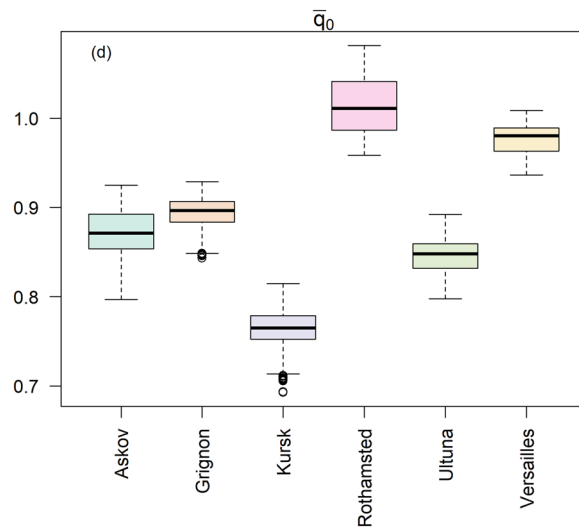 q̅₀
(d)
1.0
0.9
0.8
0.7
Askov
Grignon
Kursk
Rothamsted
Ultuna
Versailles